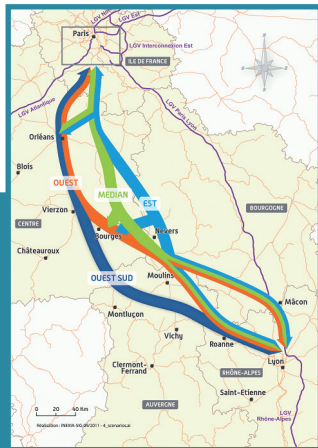 LGV Nord
LGV Est
Paris
LGV Interconnexion Est
ILE DE FRANCE
LGV Atlantique
LGV Paris Lyon
Orléans
Blois
OUEST
MEDIAN
EST
BOURGOGNE
Vierzon
CENTRE
Bourges
Nevers
Châteauroux
OUEST SUD
Moulins
Mâcon
Montluçon
Vichy
Roanne
Lyon
Clermont-
Ferrand
RHÔNE-ALPES
Saint-Etienne
AUVERGNE
LGV
Rhône-Alpes
0 20 40 Km